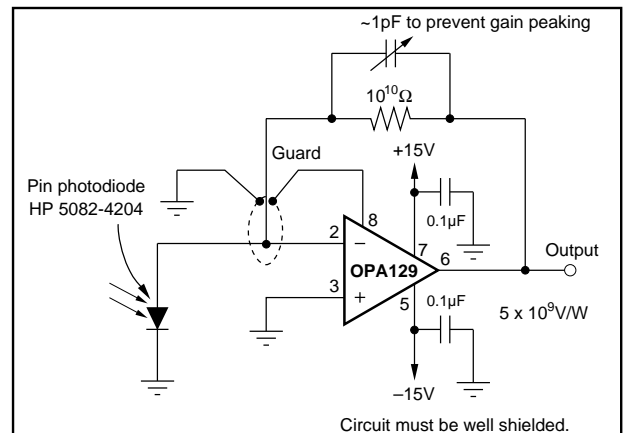 ~1pF to prevent gain peaking
10¹⁰Ω
Guard
+15V
Pin photodiode
HP 5082-4204
0.1µF
8
2
−
7
6
Output
OPA129
3
+
5
0.1µF
5 x 10⁹V/W
–15V
Circuit must be well shielded.